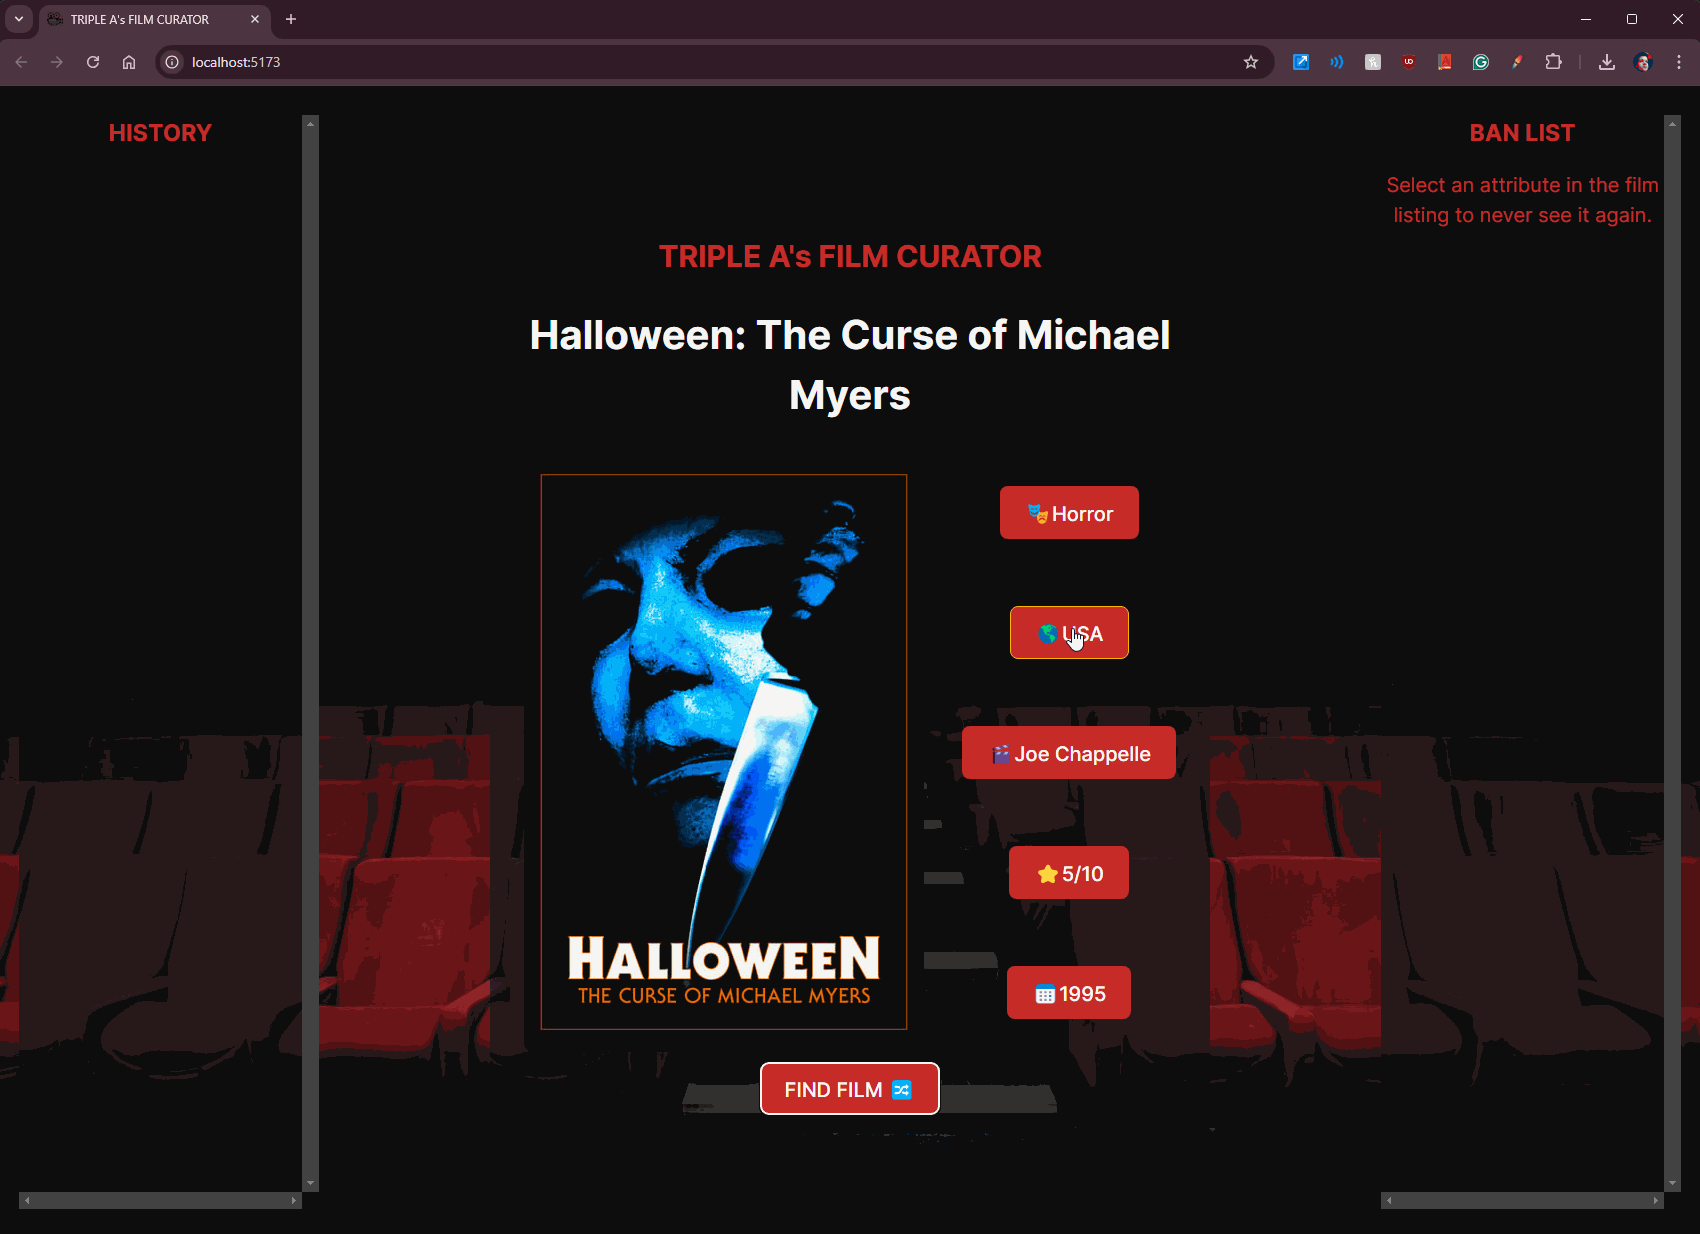 TRIPLE A's FILM CURATOR
localhost:5173
HISTORY
BAN LIST
Select an attribute in the film
listing to never see it again.
TRIPLE A's FILM CURATOR
Halloween: The Curse of Michael
Myers
Horror
USA
Joe Chappelle
5/10
1995
HALLOWEEN
THE CURSE OF MICHAEL MYERS
FIND FILM